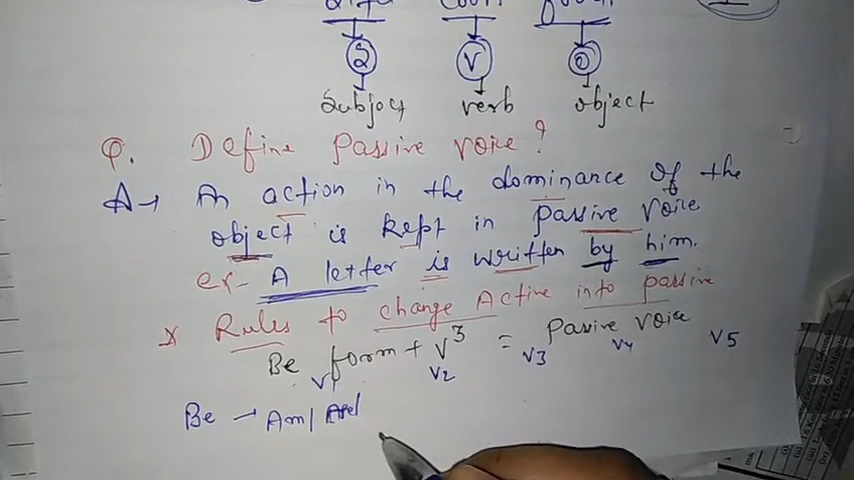 S V O
Subject verb object
Q. Define Passive Voice?
A→ An action in the dominance of the
object is kept in passive voice
ex- A letter is written by him.
* Rules to change Active into passive
Be form + V3 = Passive Voice
V1 V2 V3 V4 V5
Be → Am| Are|